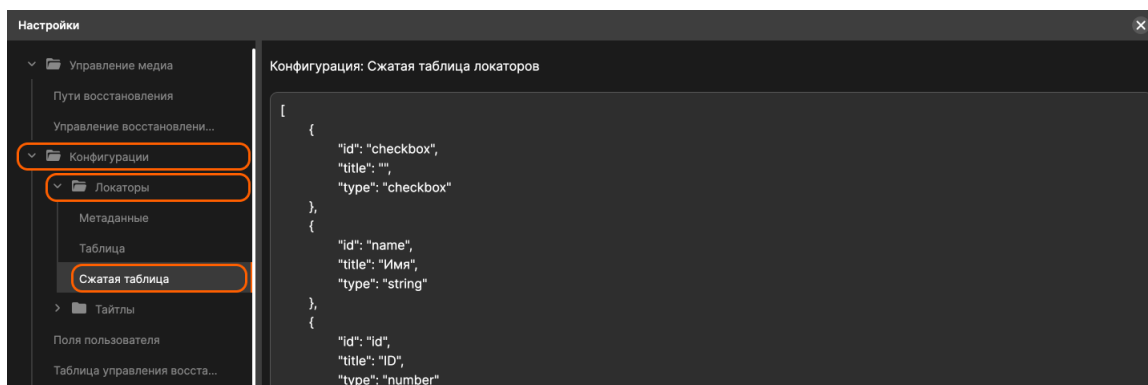 Настройки
Управление медиа
Пути восстановления
Управление восстановлени...
Конфигурации
Локаторы
Метаданные
Таблица
Сжатая таблица
Тайтлы
Поля пользователя
Таблица управления восста...
Конфигурация: Сжатая таблица локаторов
[
{
"id": "checkbox",
"title": "",
"type": "checkbox"
},
{
"id": "name",
"title": "Имя",
"type": "string"
},
{
"id": "id",
"title": "ID",
"type": "number"